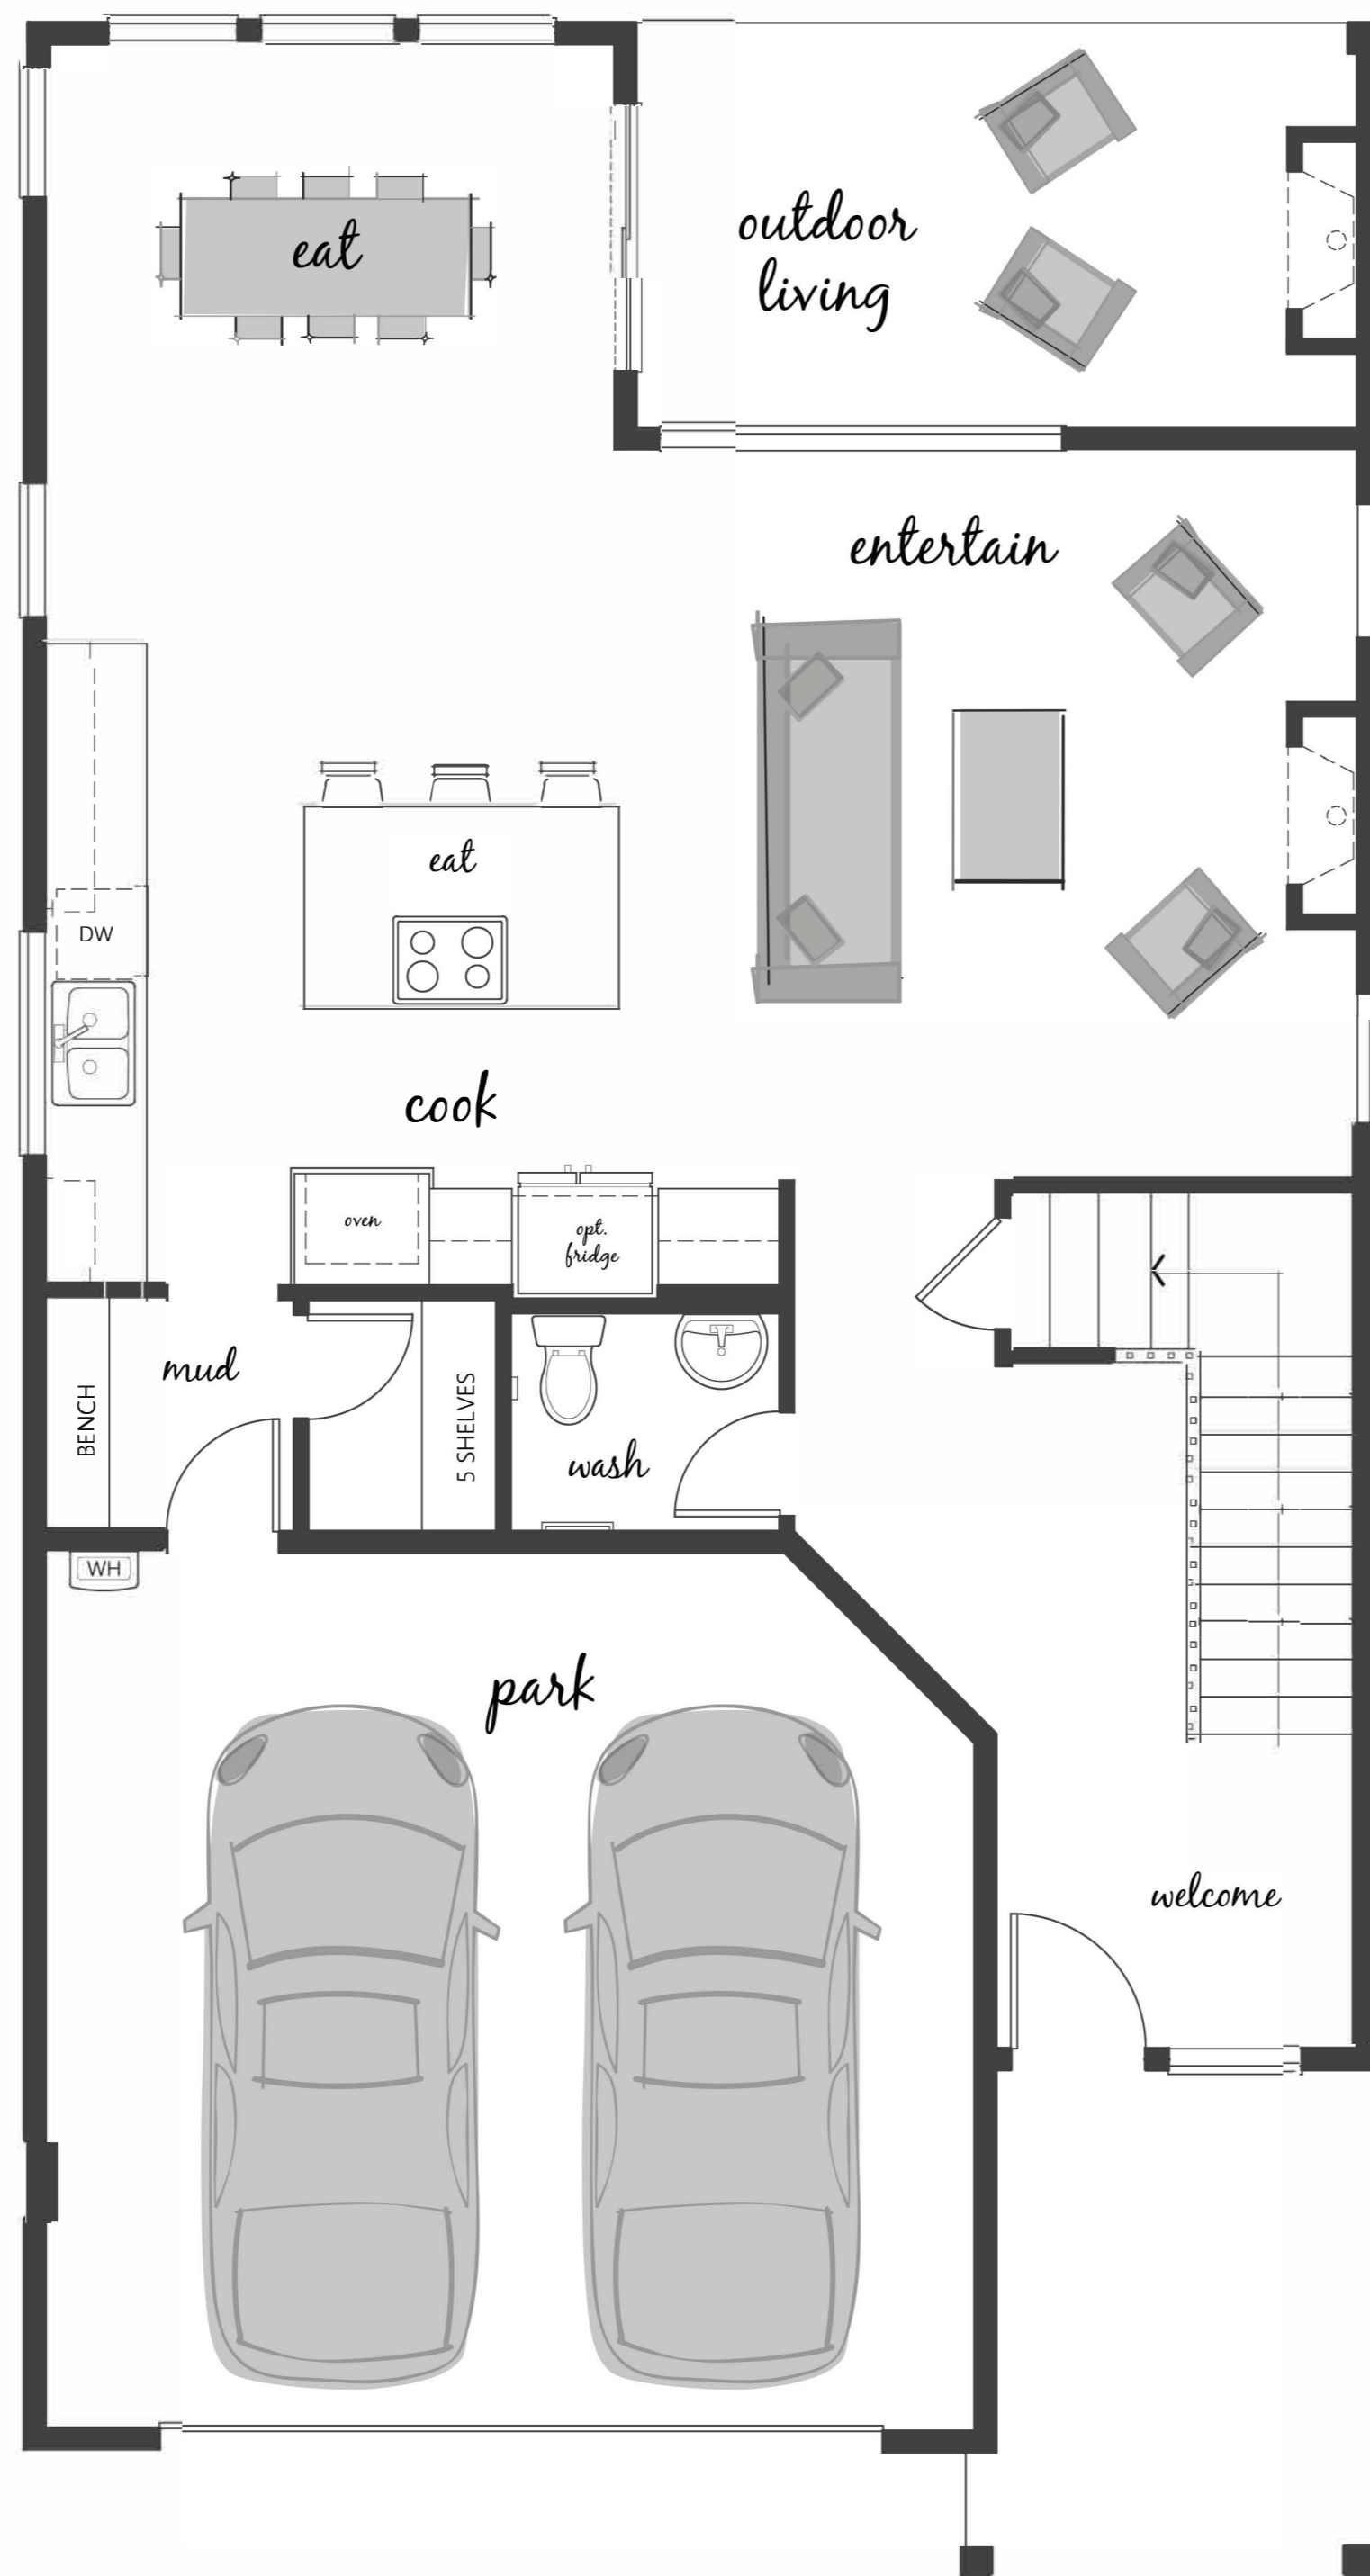 eat
outdoor
living
entertain
eat
DW
cook
oven
opt.
fridge
mud
BENCH
5 SHELVES
wash
WH
park
welcome